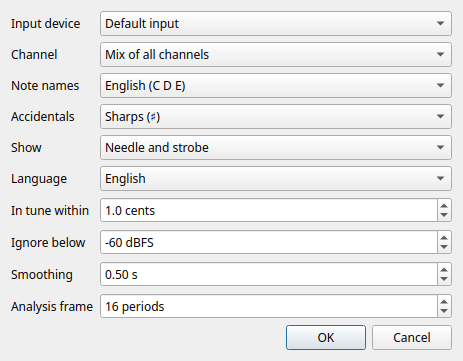 Input device Default input
Channel Mix of all channels
Note names English (C D E)
Accidentals Sharps (♯)
Show Needle and strobe
Language English
In tune within 1.0 cents
Ignore below -60 dBFS
Smoothing 0.50 s
Analysis frame 16 periods
OK Cancel